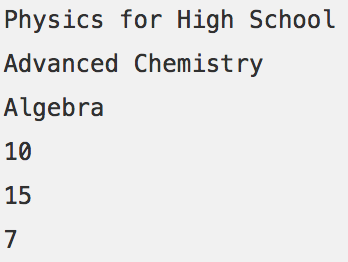 Physics for High School
Advanced Chemistry
Algebra
10
15
7